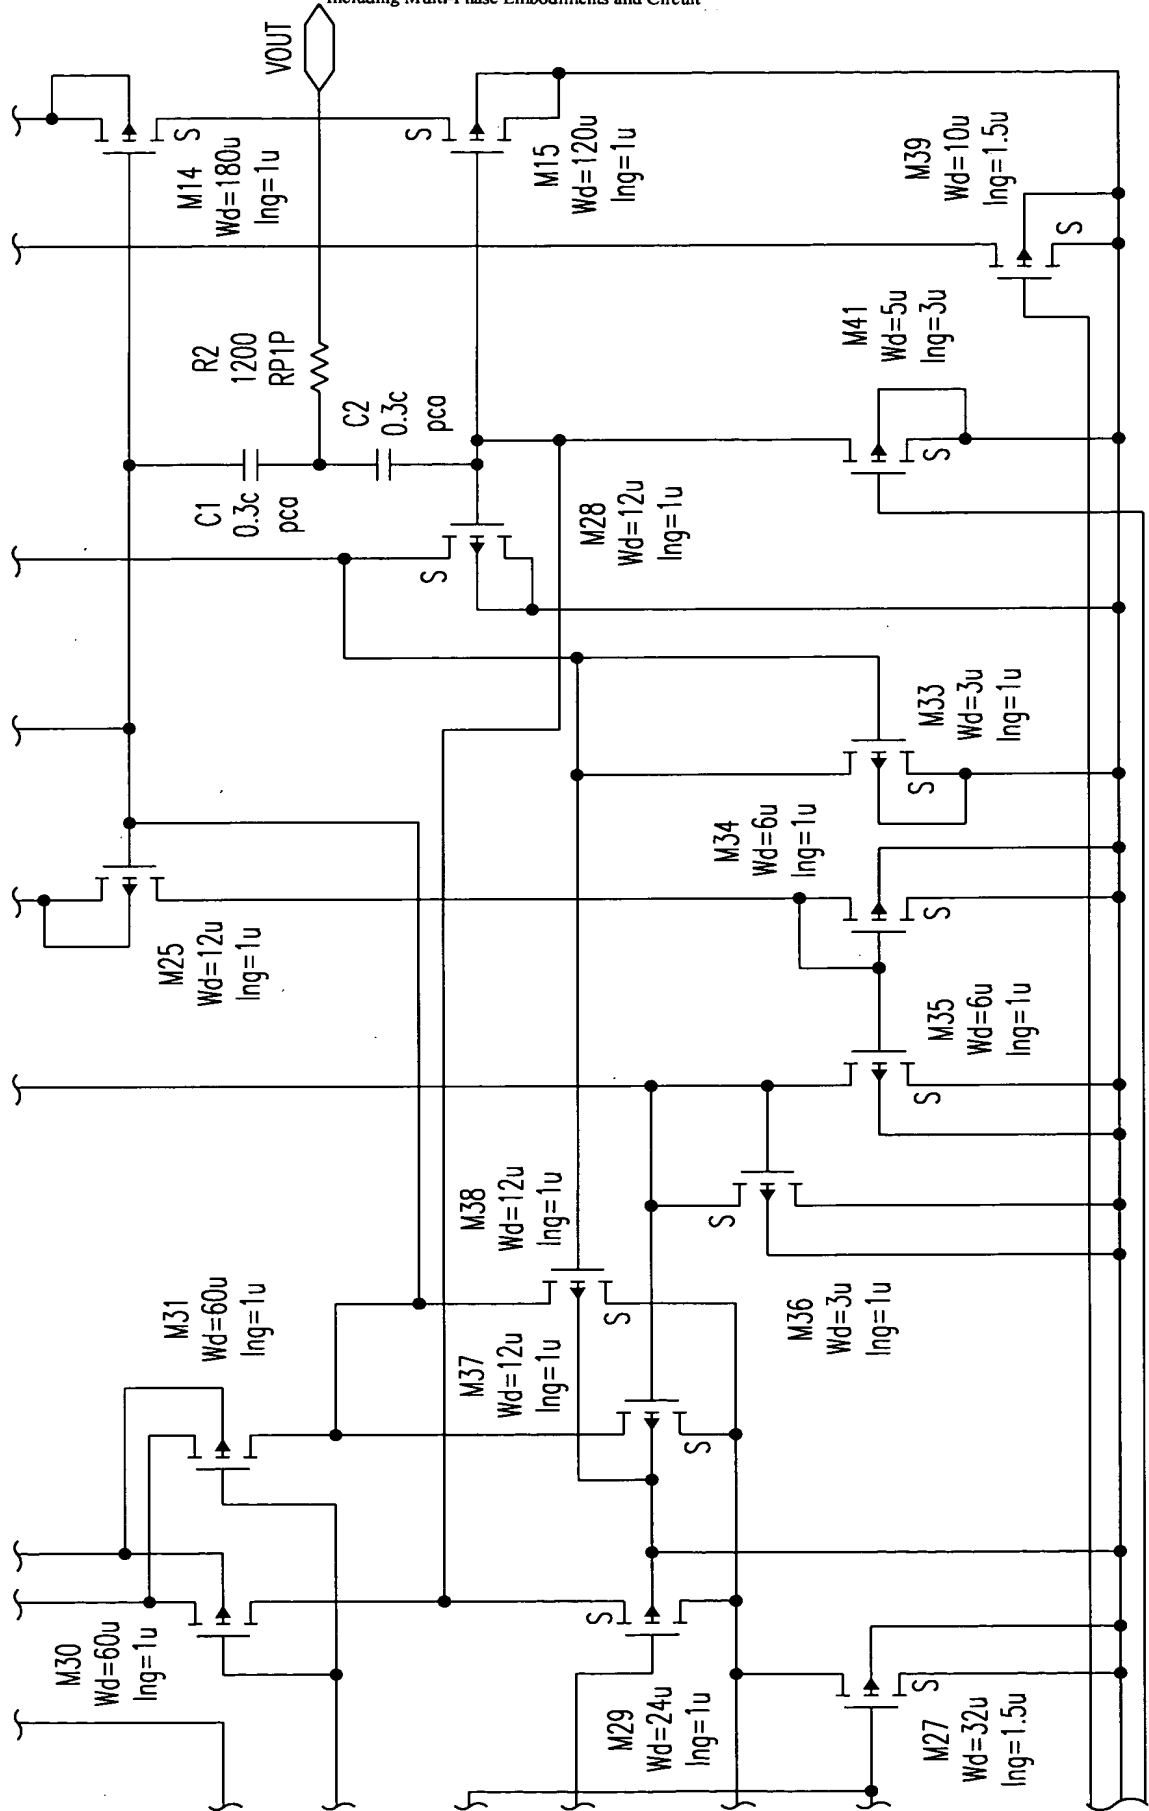 Including Multi-Phase Embodiments and Circuit
VOUT
S
M14
Wd=180u
lng=1u
S
M15
Wd=120u
lng=1u
M39
Wd=10u
lng=1.5u
S
R2
1200
RP1P
M41
Wd=5u
lng=3u
S
C2
0.3c
pca
C1
0.3c
pca
S
M28
Wd=12u
lng=1u
M33
Wd=3u
lng=1u
S
M34
Wd=6u
lng=1u
S
M25
Wd=12u
lng=1u
M35
Wd=6u
lng=1u
S
M38
Wd=12u
lng=1u
S
S
M36
Wd=3u
lng=1u
M31
Wd=60u
lng=1u
M37
Wd=12u
lng=1u
S
M30
Wd=60u
lng=1u
S
M29
Wd=24u
lng=1u
S
M27
Wd=32u
lng=1.5u